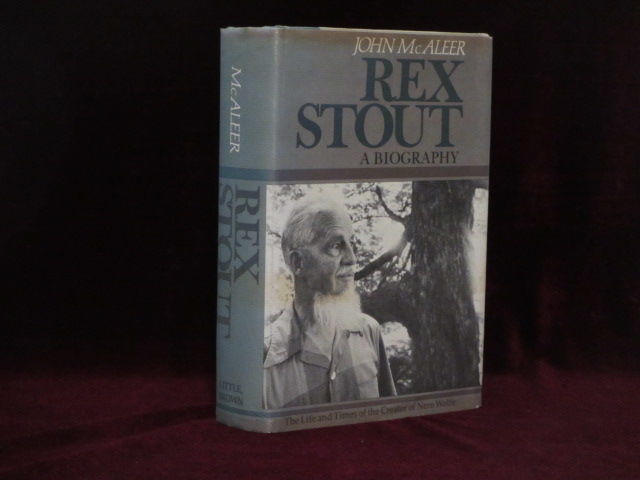 JOHN McALEER
REX
STOUT
A BIOGRAPHY
The Life and Times of the Creator of Nero Wolfe
McALEER
REX
STOUT
LITTLE,
BROWN